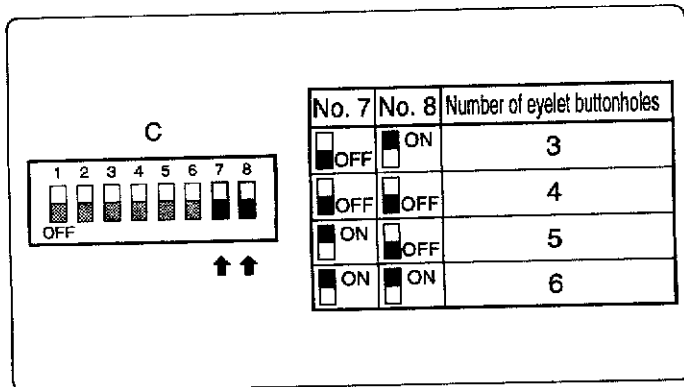 C
1 2 3 4 5 6 7 8
OFF
No. 7 No. 8 Number of eyelet buttonholes
OFF ON 3
OFF OFF 4
ON OFF 5
ON ON 6